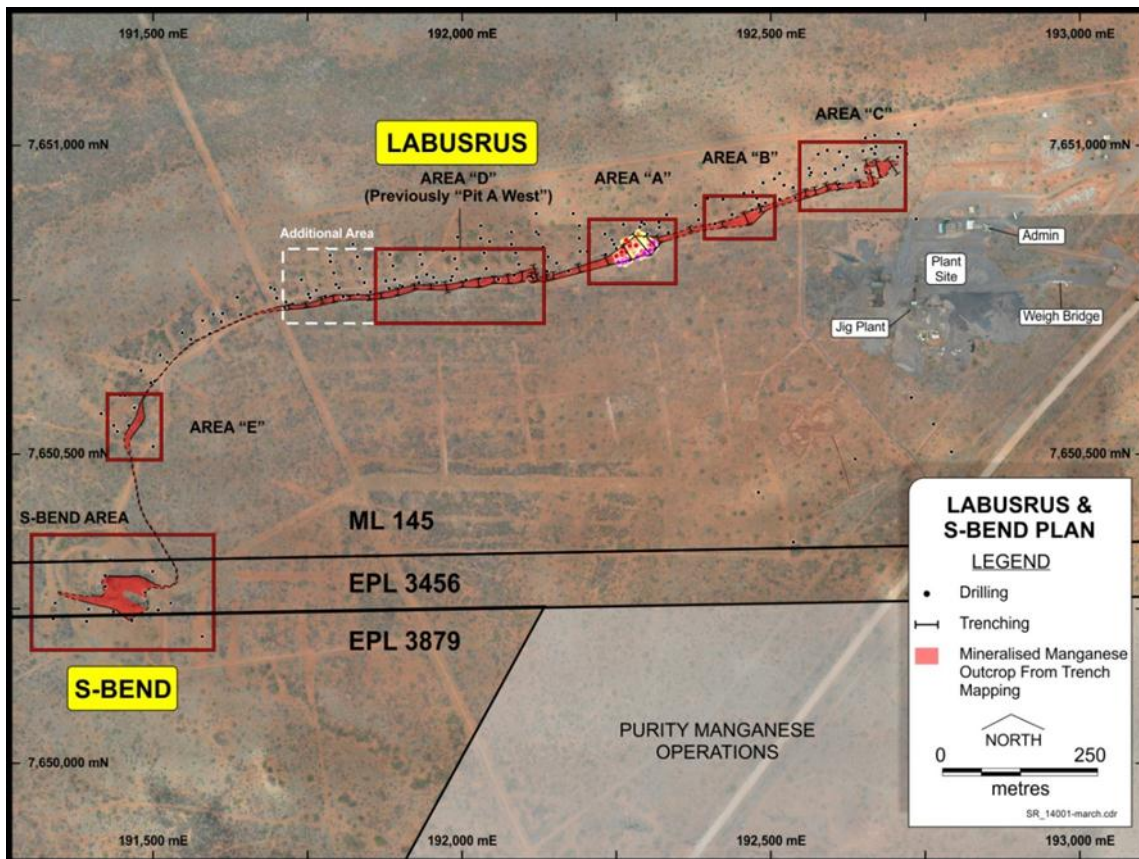 191,500 mE
192,000 mE
192,500 mE
193,000 mE
7,651,000 mN
7,651,000 mN
LABUSRUS
AREA "D"
(Previously "Pit A West")
AREA "A"
AREA "B"
AREA "C"
Additional Area
Admin
Plant
Site
Jig Plant
Weigh Bridge
AREA "E"
7,650,500 mN
7,650,500 mN
S-BEND AREA
ML 145
EPL 3456
EPL 3879
S-BEND
PURITY MANGANESE
OPERATIONS
7,650,000 mN
LABUSRUS &
S-BEND PLAN
LEGEND
Drilling
Trenching
Mineralised Manganese
Outcrop From Trench
Mapping
NORTH
0
250
metres
SR_14001-march.cdr
191,500 mE
192,000 mE
192,500 mE
193,000 mE